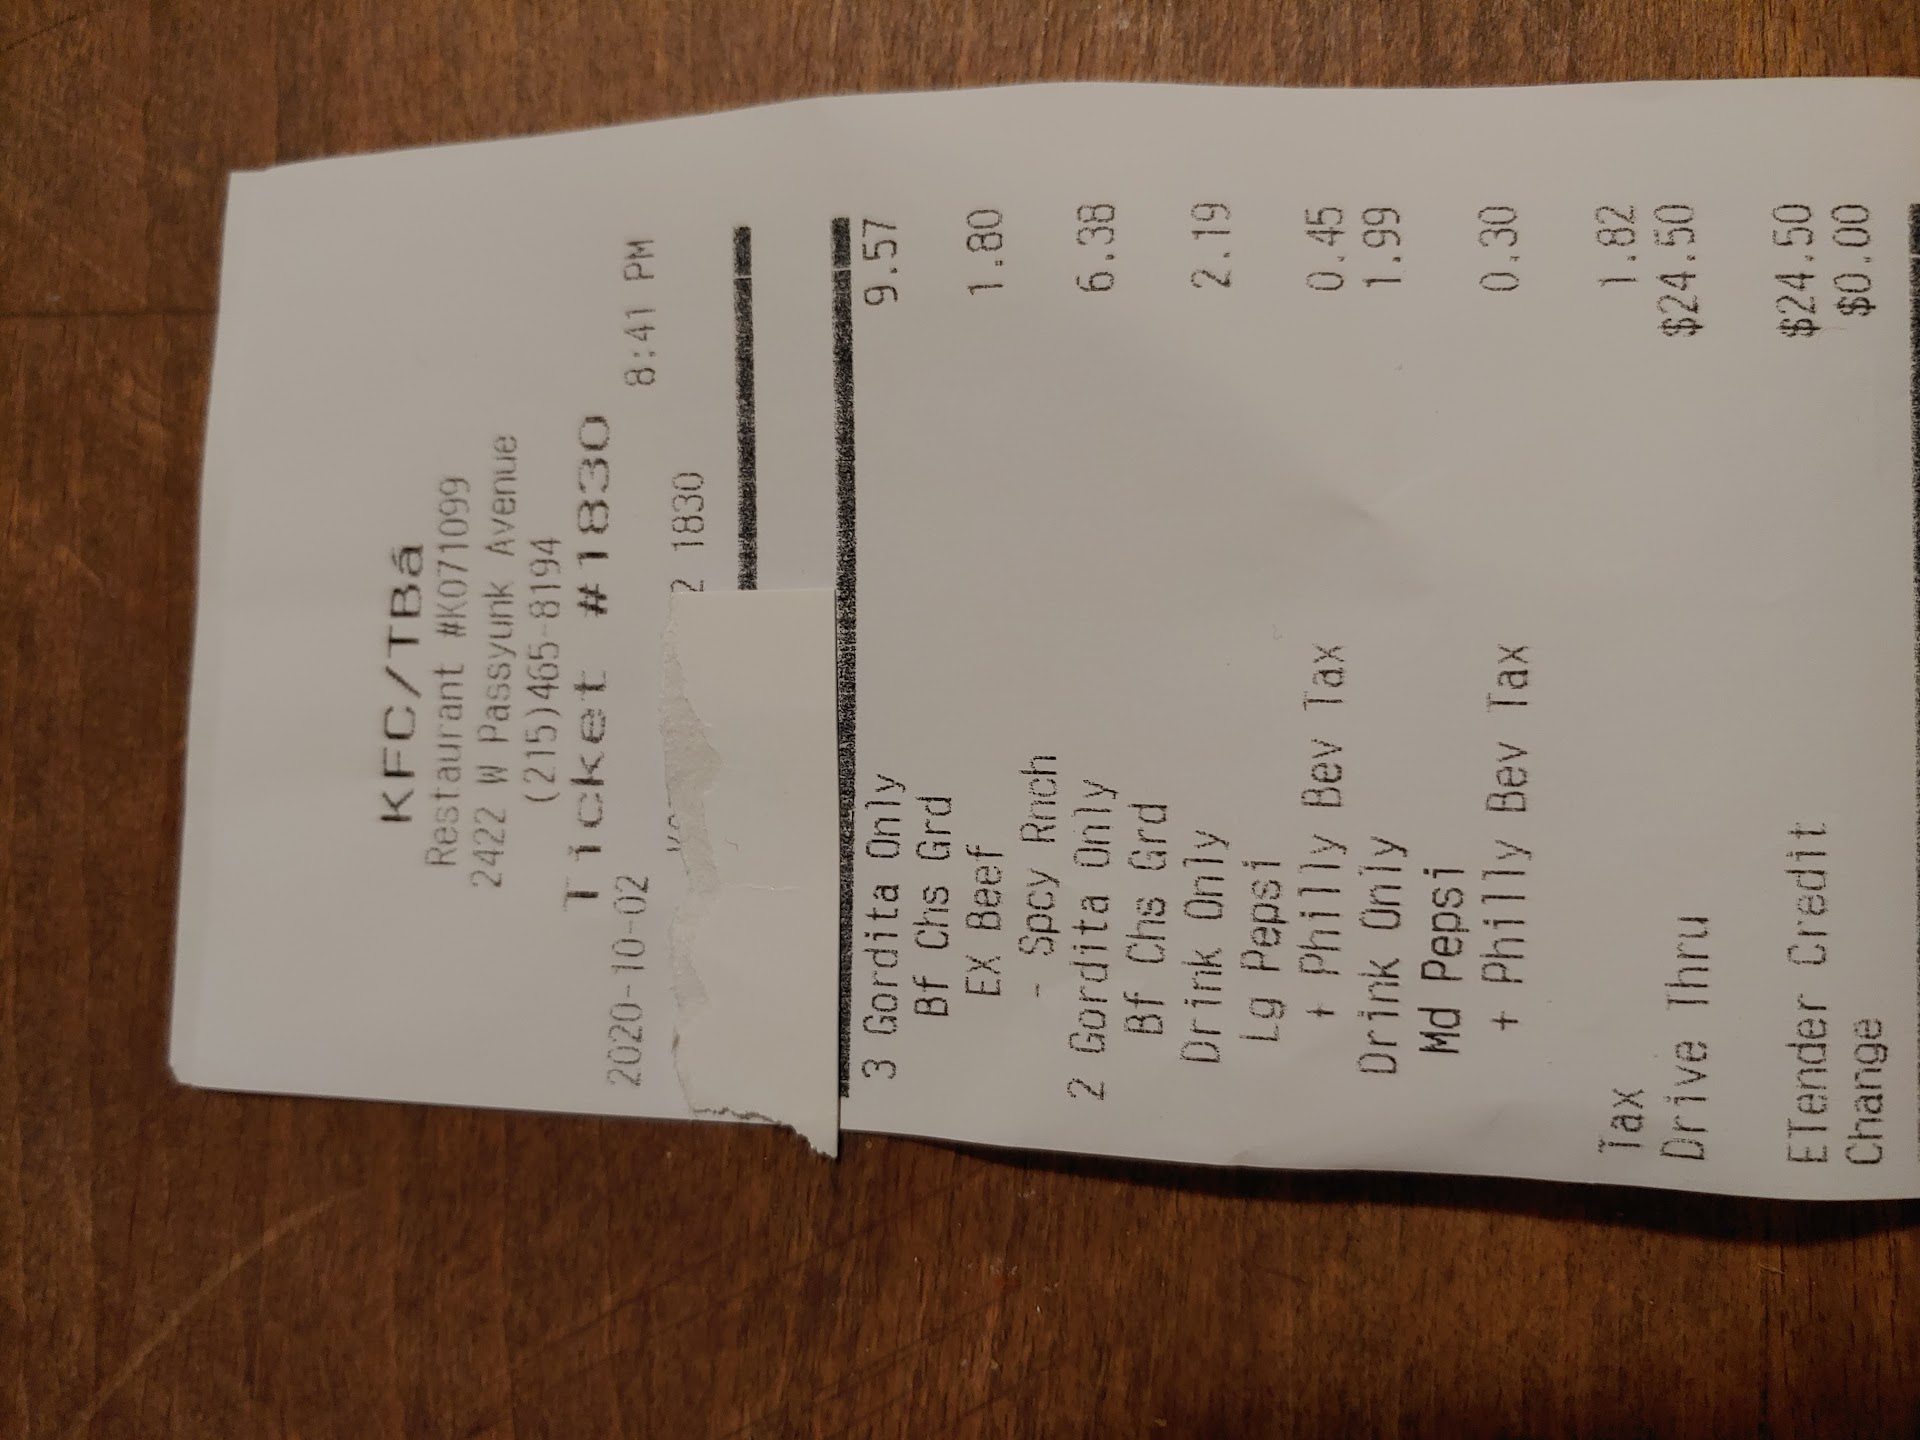 KFC/TBá
Restaurant #K071099
2422 W Passyunk Avenue
(215)465-8194
Ticket #1830
2020-10-02 8:41 PM
2 1830
3 Gordita Only 9.57
Bf Chs Grd
EX Beef 1.80
- Spcy Rnch
2 Gordita Only 6.38
Bf Chs Grd
Drink Only 2.19
Lg Pepsi
+ Philly Bev Tax 0.45
Drink Only 1.99
Md Pepsi
+ Philly Bev Tax 0.30
Tax 1.82
Drive Thru $24.50
ETender Credit $24.50
Change $0.00